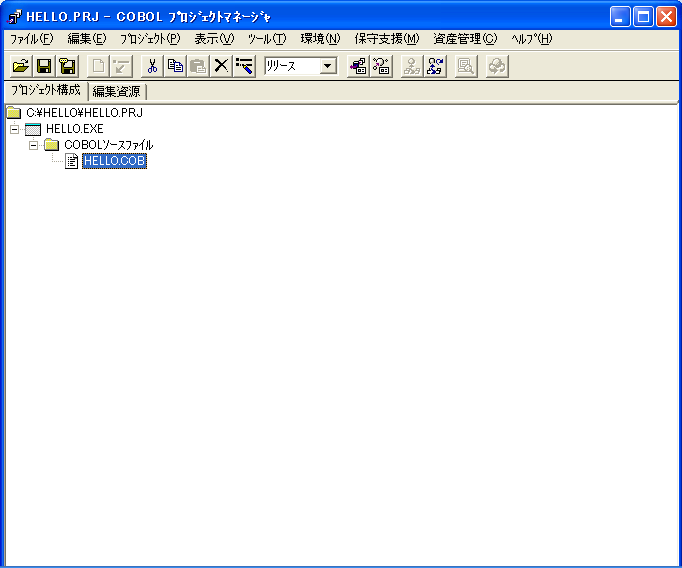 HELLO.PRJ - COBOL ﾌﾟﾛｼﾞｪｸﾄﾏﾈｰｼﾞｬ
ﾌｧｲﾙ(F) 編集(E) ﾌﾟﾛｼﾞｪｸﾄ(P) 表示(V) ﾂｰﾙ(T) 環境(N) 保守支援(M) 資産管理(C) ﾍﾙﾌﾟ(H)
ﾘﾘｰｽ
ﾌﾟﾛｼﾞｪｸﾄ構成 編集資源
C:¥HELLO¥HELLO.PRJ
HELLO.EXE
COBOLｿｰｽﾌｧｲﾙ
HELLO.COB